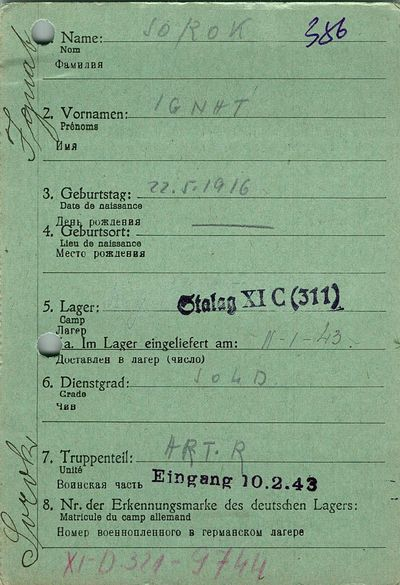 Name: SOROK 386
Nom
Фамилия
2. Vornamen: IGNAT
Prénoms
Имя
3. Geburtstag: 22.5.1916
Date de naissance
День рождения
4. Geburtsort:
Lieu de naissance
Место рождения
5. Lager: Stalag XI C (311)
Camp
Лагерь
a. Im Lager eingeliefert am: 11-1-43.
Доставлен в лагерь (число)
6. Dienstgrad: SOLD.
Grade
Чин
7. Truppenteil: ART. R
Unité
Воинская часть Eingang 10.2.43
8. Nr. der Erkennungsmarke des deutschen Lagers:
Matricule du camp allemand
Номер военнопленного в германском лагере
XI-D 321-9744
Sorok
Ignat